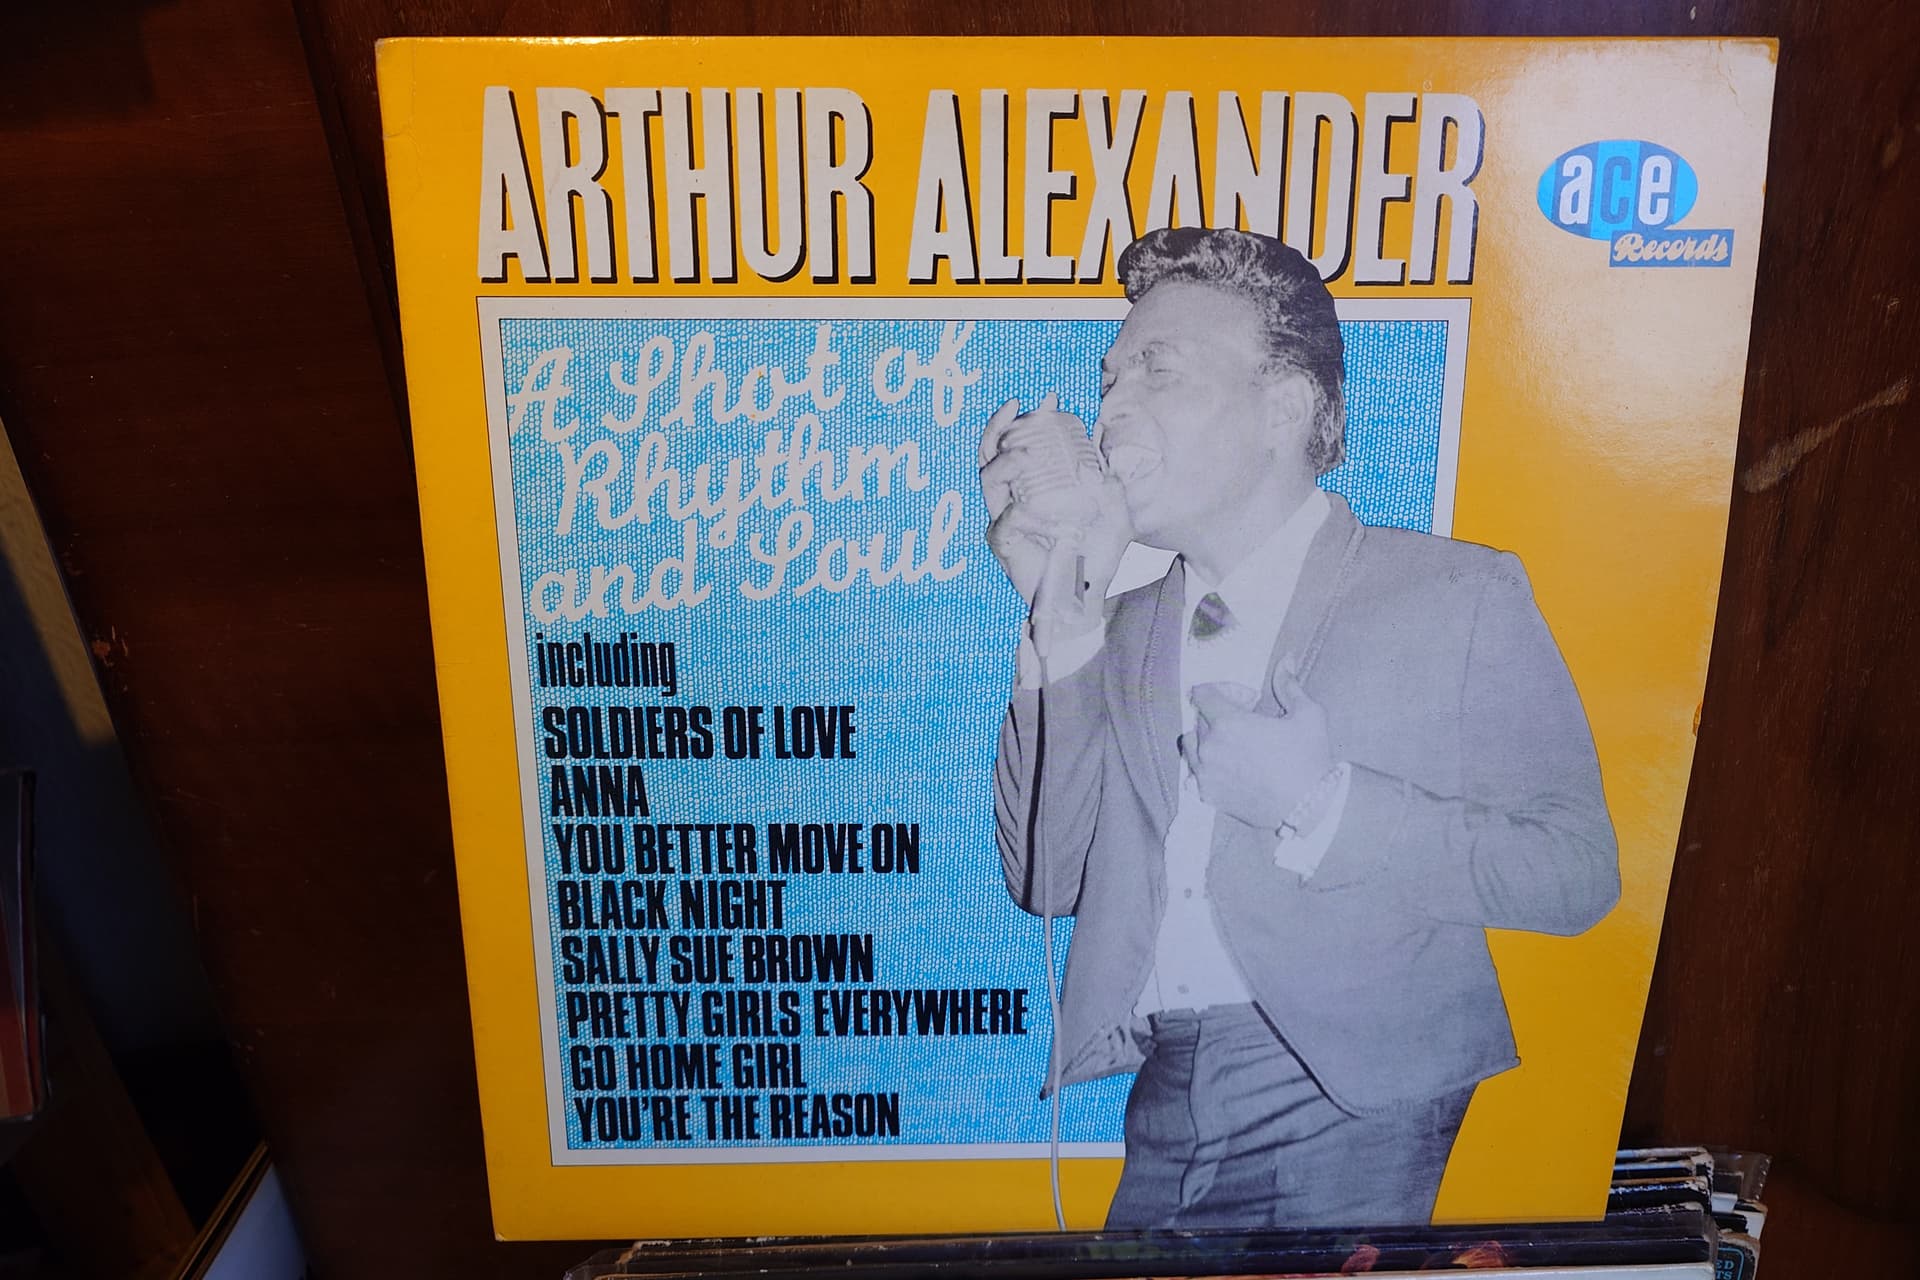 ARTHUR ALEXANDER
ace
Records
A Shot of
Rhythm
and Soul
including
SOLDIERS OF LOVE
ANNA
YOU BETTER MOVE ON
BLACK NIGHT
SALLY SUE BROWN
PRETTY GIRLS EVERYWHERE
GO HOME GIRL
YOU'RE THE REASON